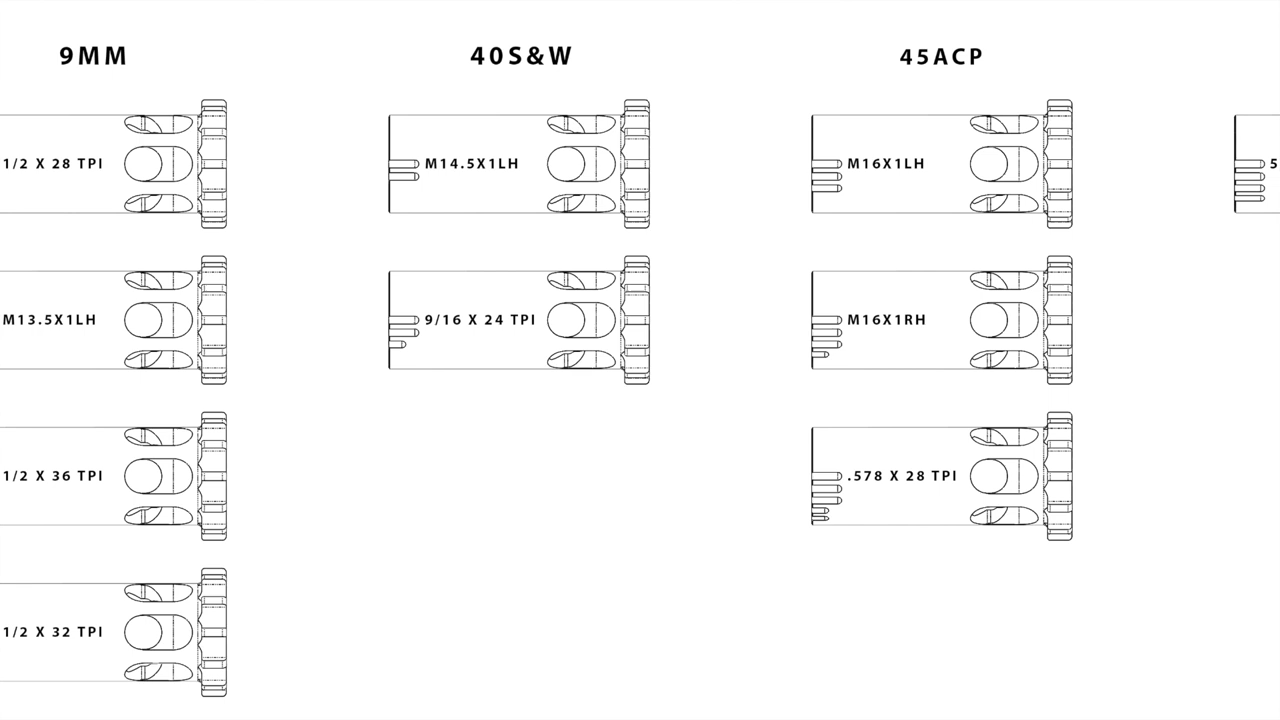 9MM
40S&W
45ACP
1/2 X 28 TPI
M14.5X1LH
M16X1LH
5
M13.5X1LH
9/16 X 24 TPI
M16X1RH
1/2 X 36 TPI
.578 X 28 TPI
1/2 X 32 TPI